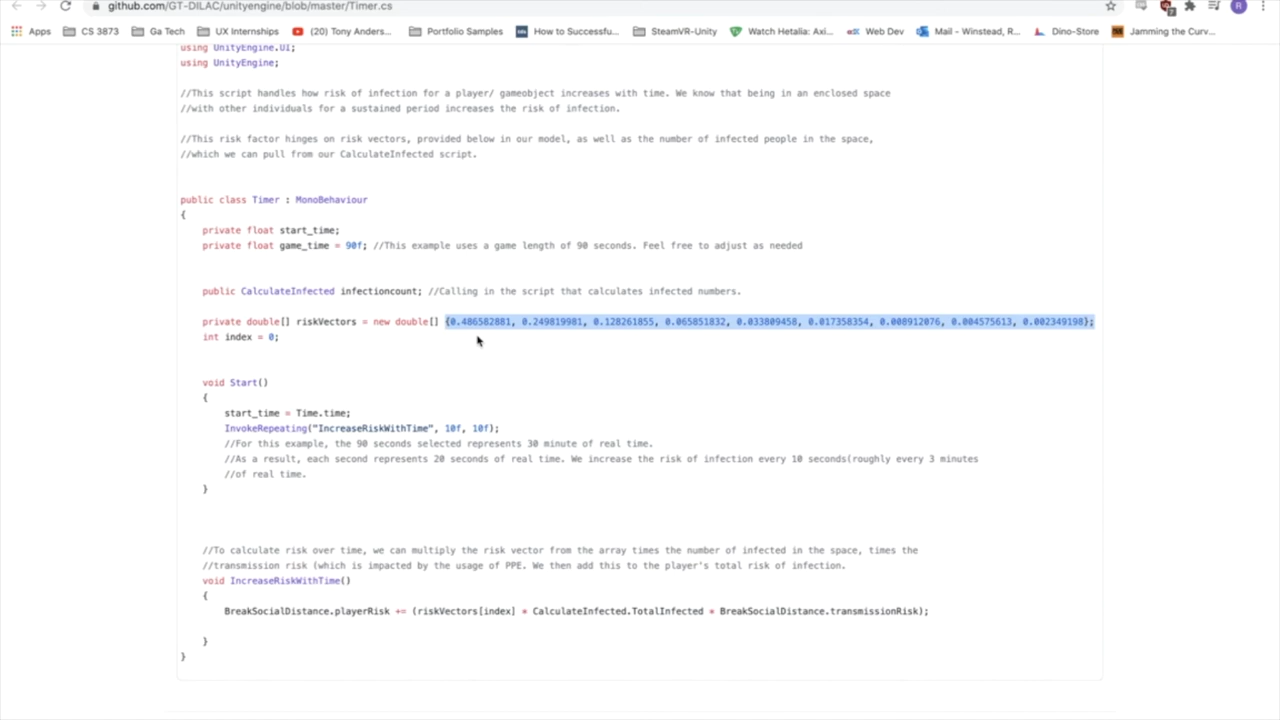 github.com/GT-DILAC/unityengine/blob/master/Timer.cs
Apps CS 3873 Ga Tech UX Internships (20) Tony Anders... Portfolio Samples How to Successfu... SteamVR-Unity Watch Hetalia: Axi... Web Dev Mail - Winstead, R... Dino-Store Jamming the Curv...
using UnityEngine.UI;
using UnityEngine;
//This script handles how risk of infection for a player/ gameobject increases with time. We know that being in an enclosed space
//with other individuals for a sustained period increases the risk of infection.
//This risk factor hinges on risk vectors, provided below in our model, as well as the number of infected people in the space,
//which we can pull from our CalculateInfected script.
public class Timer : MonoBehaviour
{
private float start_time;
private float game_time = 90f; //This example uses a game length of 90 seconds. Feel free to adjust as needed
public CalculateInfected infectioncount; //Calling in the script that calculates infected numbers.
private double[] riskVectors = new double[] {0.486582881, 0.249819981, 0.128261855, 0.065851832, 0.033809458, 0.017358354, 0.008912076, 0.004575613, 0.002349198};
int index = 0;
void Start()
{
start_time = Time.time;
InvokeRepeating("IncreaseRiskWithTime", 10f, 10f);
//For this example, the 90 seconds selected represents 30 minute of real time.
//As a result, each second represents 20 seconds of real time. We increase the risk of infection every 10 seconds(roughly every 3 minutes
//of real time.
}
//To calculate risk over time, we can multiply the risk vector from the array times the number of infected in the space, times the
//transmission risk (which is impacted by the usage of PPE. We then add this to the player's total risk of infection.
void IncreaseRiskWithTime()
{
BreakSocialDistance.playerRisk += (riskVectors[index] * CalculateInfected.TotalInfected * BreakSocialDistance.transmissionRisk);
}
}